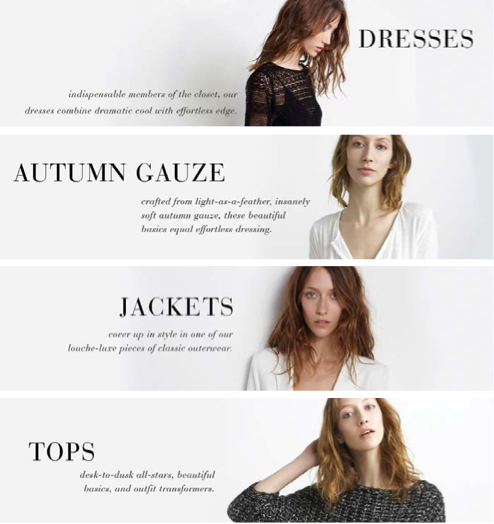 DRESSES
indispensable members of the closet, our
dresses combine dramatic cool with effortless edge.
AUTUMN GAUZE
crafted from light-as-a-feather, insanely
soft autumn gauze, these beautiful
basics equal effortless dressing.
JACKETS
cover up in style in one of our
louche-luxe pieces of classic outerwear.
TOPS
desk-to-dusk all-stars, beautiful
basics, and outfit transformers.